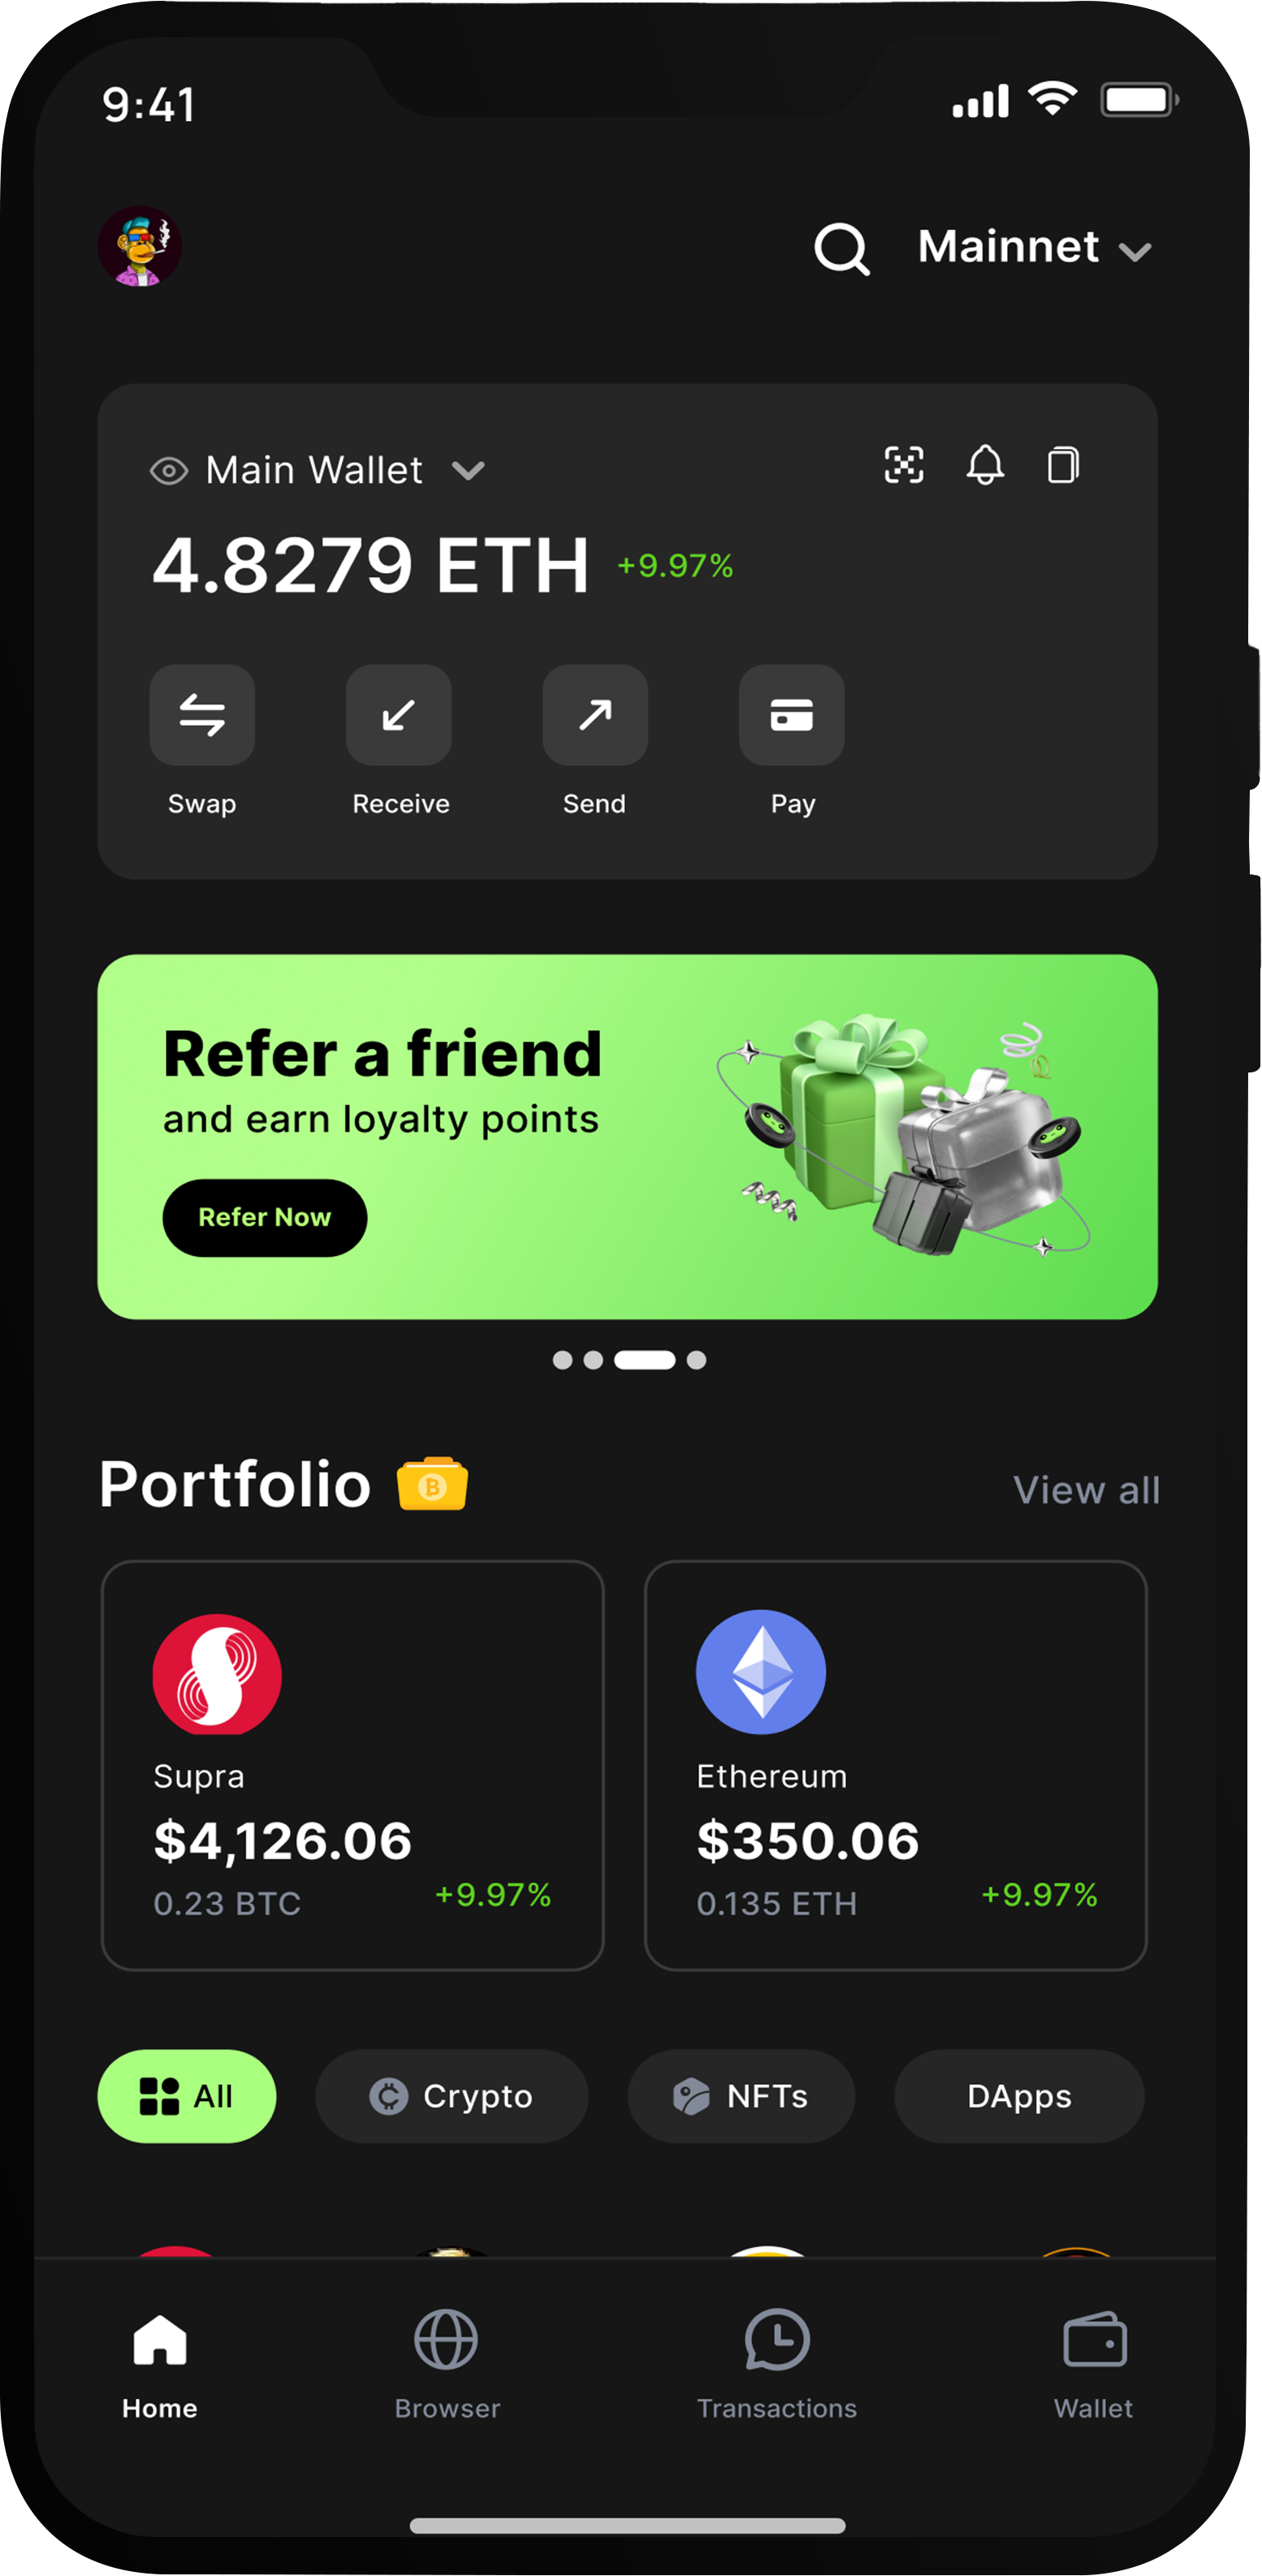 9:41
Mainnet
Main Wallet
4.8279 ETH +9.97%
Swap Receive Send Pay
Refer a friend
and earn loyalty points
Refer Now
Portfolio View all
Supra Ethereum
$4,126.06 $350.06
0.23 BTC +9.97% 0.135 ETH +9.97%
All Crypto NFTs DApps
Home Browser Transactions Wallet